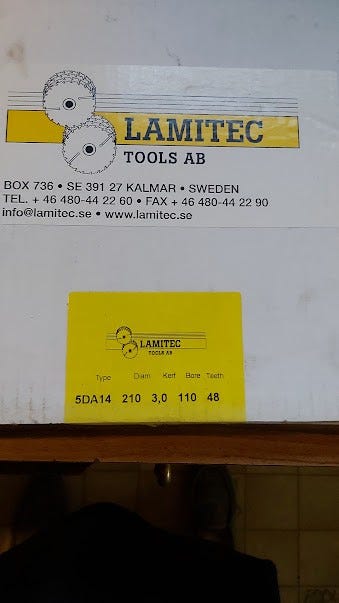 LAMITEC
TOOLS AB
BOX 736 • SE 391 27 KALMAR • SWEDEN
TEL. + 46 480-44 22 60 • FAX + 46 480-44 22 90
info@lamitec.se • www.lamitec.se
LAMITEC
TOOLS AB
Type Diam Kerf Bore Teeth
5DA14 210 3,0 110 48